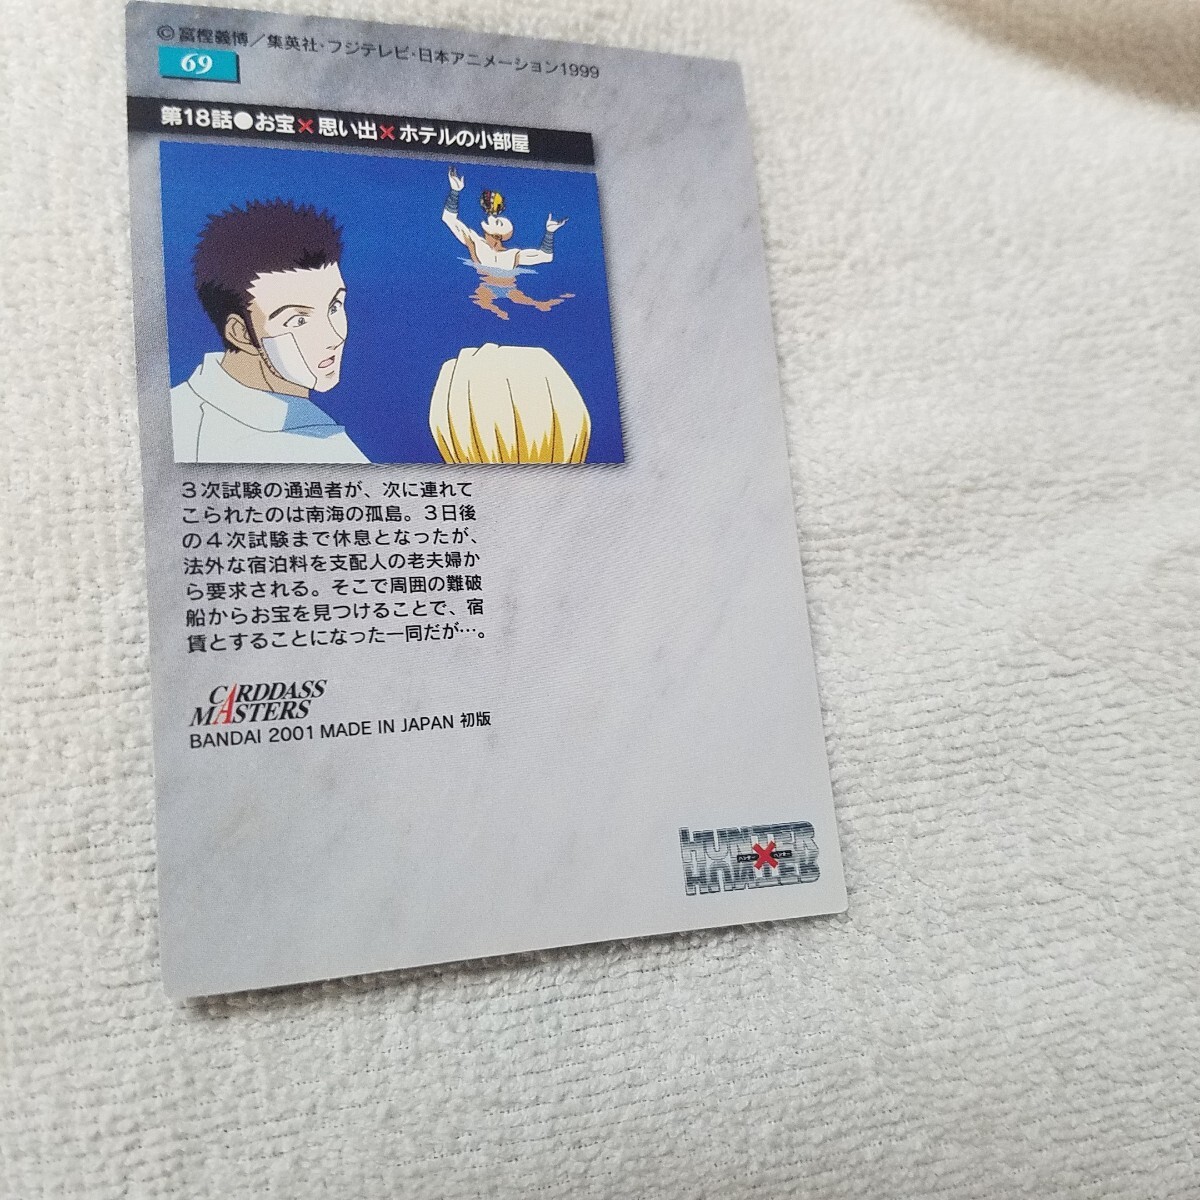 ©冨樫義博／集英社・フジテレビ・日本アニメーション1999
69
第18話●お宝×思い出×ホテルの小部屋
３次試験の通過者が、次に連れて
こられたのは南海の孤島。３日後
の４次試験まで休息となったが、
法外な宿泊料を支配人の老夫婦か
ら要求される。そこで周囲の難破
船からお宝を見つけることで、宿
賃とすることになった一同だが…。
CARDDASS
MASTERS
BANDAI 2001 MADE IN JAPAN 初版
HUNTER
×
HUNTER